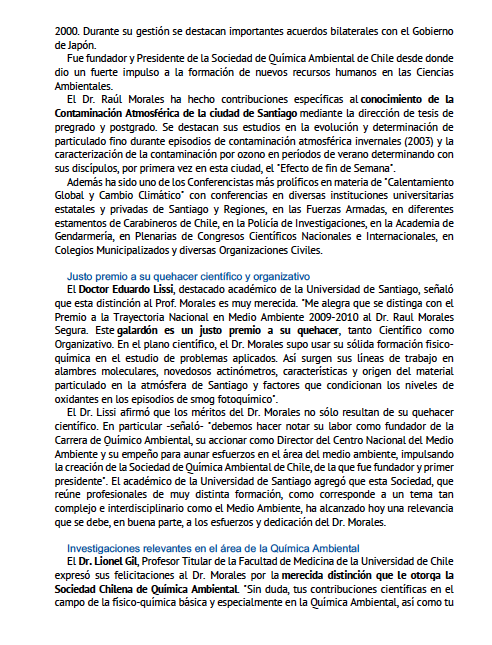 2000. Durante su gestión se destacan importantes acuerdos bilaterales con el Gobierno
de Japón.
Fue fundador y Presidente de la Sociedad de Química Ambiental de Chile desde donde
dio un fuerte impulso a la formación de nuevos recursos humanos en las Ciencias
Ambientales.
El Dr. Raúl Morales ha hecho contribuciones específicas al conocimiento de la
Contaminación Atmosférica de la ciudad de Santiago mediante la dirección de tesis de
pregrado y postgrado. Se destacan sus estudios en la evolución y determinación de
particulado fino durante episodios de contaminación atmosférica invernales (2003) y la
caracterización de la contaminación por ozono en períodos de verano determinando con
sus discípulos, por primera vez en esta ciudad, el "Efecto de fin de Semana".
Además ha sido uno de los Conferencistas más prolíficos en materia de "Calentamiento
Global y Cambio Climático" con conferencias en diversas instituciones universitarias
estatales y privadas de Santiago y Regiones, en las Fuerzas Armadas, en diferentes
estamentos de Carabineros de Chile, en la Policía de Investigaciones, en la Academia de
Gendarmería, en Plenarias de Congresos Científicos Nacionales e Internacionales, en
Colegios Municipalizados y diversas Organizaciones Civiles.
Justo premio a su quehacer científico y organizativo
El Doctor Eduardo Lissi, destacado académico de la Universidad de Santiago, señaló
que esta distinción al Prof. Morales es muy merecida. "Me alegra que se distinga con el
Premio a la Trayectoria Nacional en Medio Ambiente 2009-2010 al Dr. Raul Morales
Segura. Este galardón es un justo premio a su quehacer, tanto Científico como
Organizativo. En el plano científico, el Dr. Morales supo usar su sólida formación fisico-
química en el estudio de problemas aplicados. Así surgen sus líneas de trabajo en
alambres moleculares, novedosos actinómetros, características y origen del material
particulado en la atmósfera de Santiago y factores que condicionan los niveles de
oxidantes en los episodios de smog fotoquímico".
El Dr. Lissi afirmó que los méritos del Dr. Morales no sólo resultan de su quehacer
científico. En particular -señaló- "debemos hacer notar su labor como fundador de la
Carrera de Químico Ambiental, su accionar como Director del Centro Nacional del Medio
Ambiente y su empeño para aunar esfuerzos en el área del medio ambiente, impulsando
la creación de la Sociedad de Química Ambiental de Chile, de la que fue fundador y primer
presidente". El académico de la Universidad de Santiago agregó que esta Sociedad, que
reúne profesionales de muy distinta formación, como corresponde a un tema tan
complejo e interdisciplinario como el Medio Ambiente, ha alcanzado hoy una relevancia
que se debe, en buena parte, a los esfuerzos y dedicación del Dr. Morales.
Investigaciones relevantes en el área de la Química Ambiental
El Dr. Lionel Gil, Profesor Titular de la Facultad de Medicina de la Universidad de Chile
expresó sus felicitaciones al Dr. Morales por la merecida distinción que le otorga la
Sociedad Chilena de Química Ambiental. "Sin duda, tus contribuciones científicas en el
campo de la físico-química básica y especialmente en la Química Ambiental, así como tu